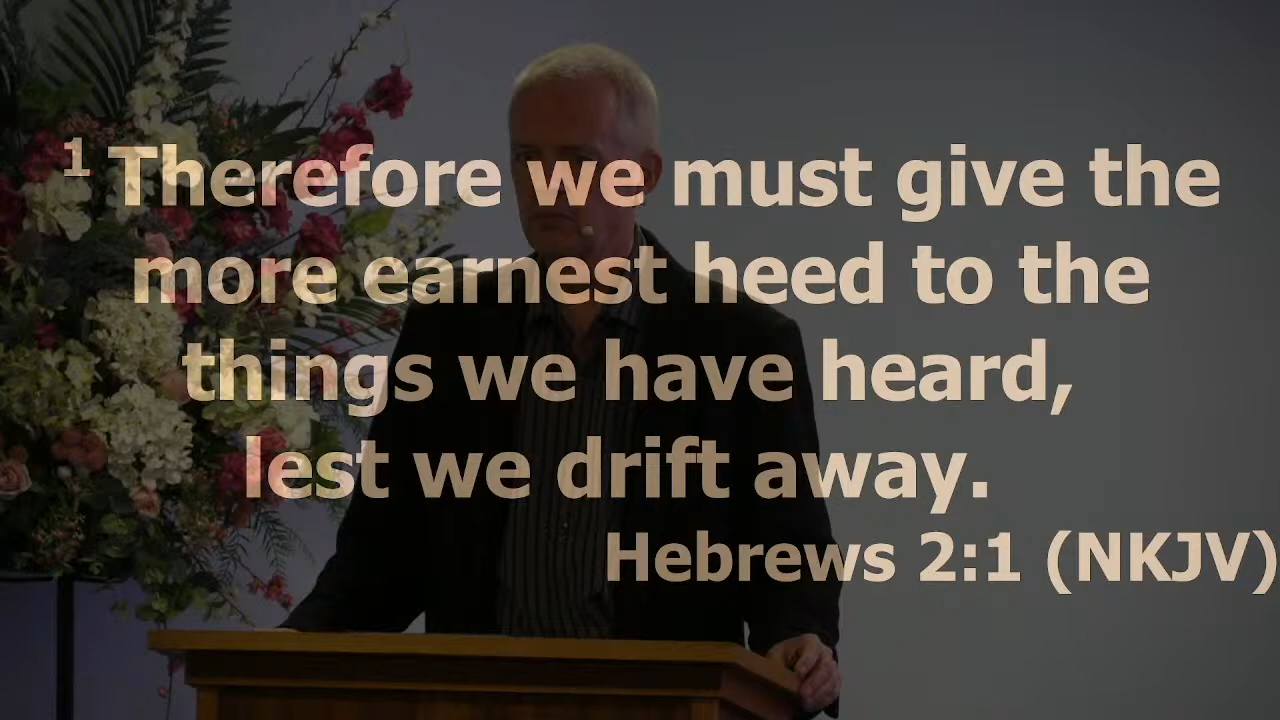 1 Therefore we must give the
more earnest heed to the
things we have heard,
lest we drift away.
Hebrews 2:1 (NKJV)